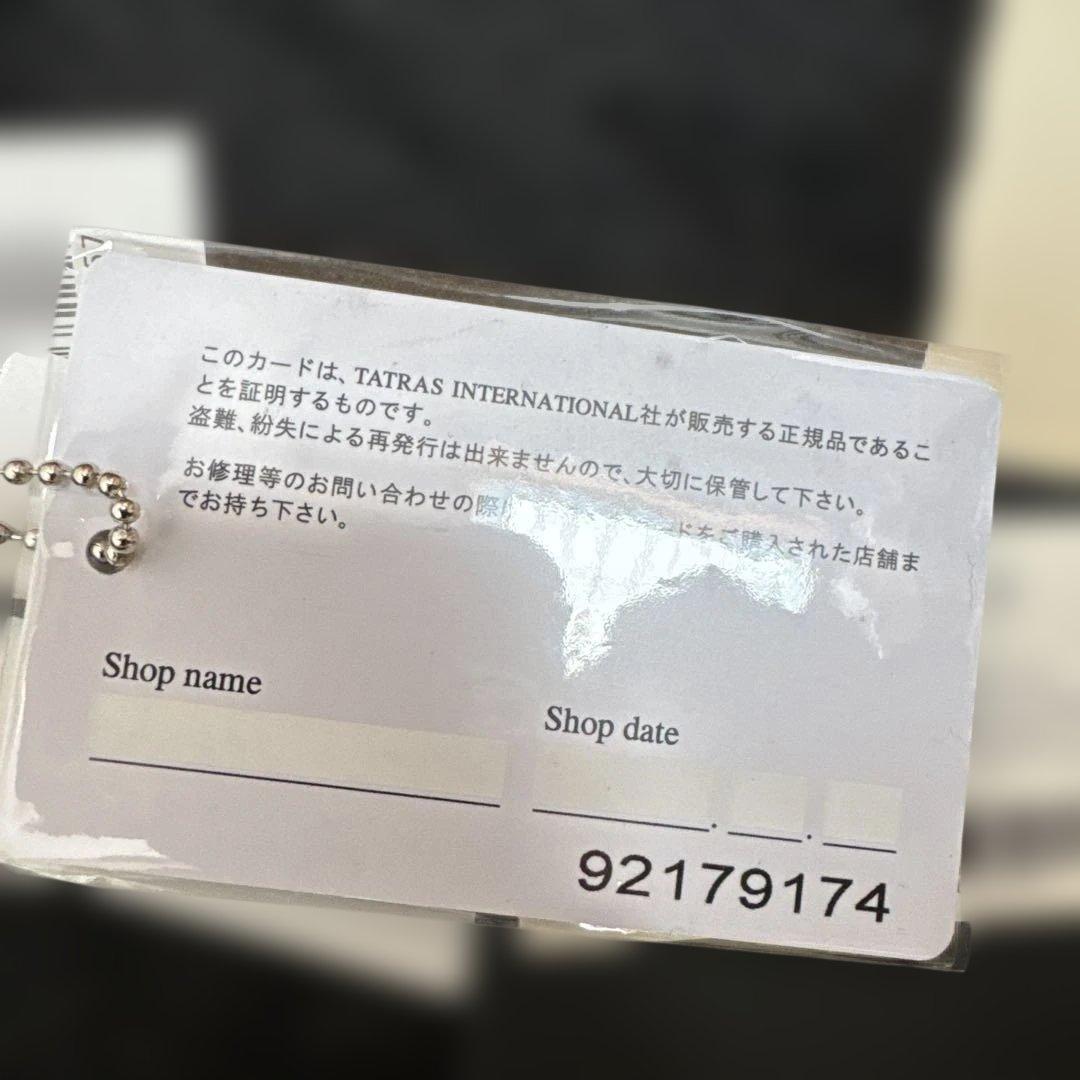 このカードは、TATRAS INTERNATIONAL社が販売する正規品であるこ
とを証明するものです。
盗難、紛失による再発行は出来ませんので、大切に保管して下さい。
お修理等のお問い合わせの際 ドをご購入された店舗ま
でお持ち下さい。
Shop name
Shop date
. .
92179174